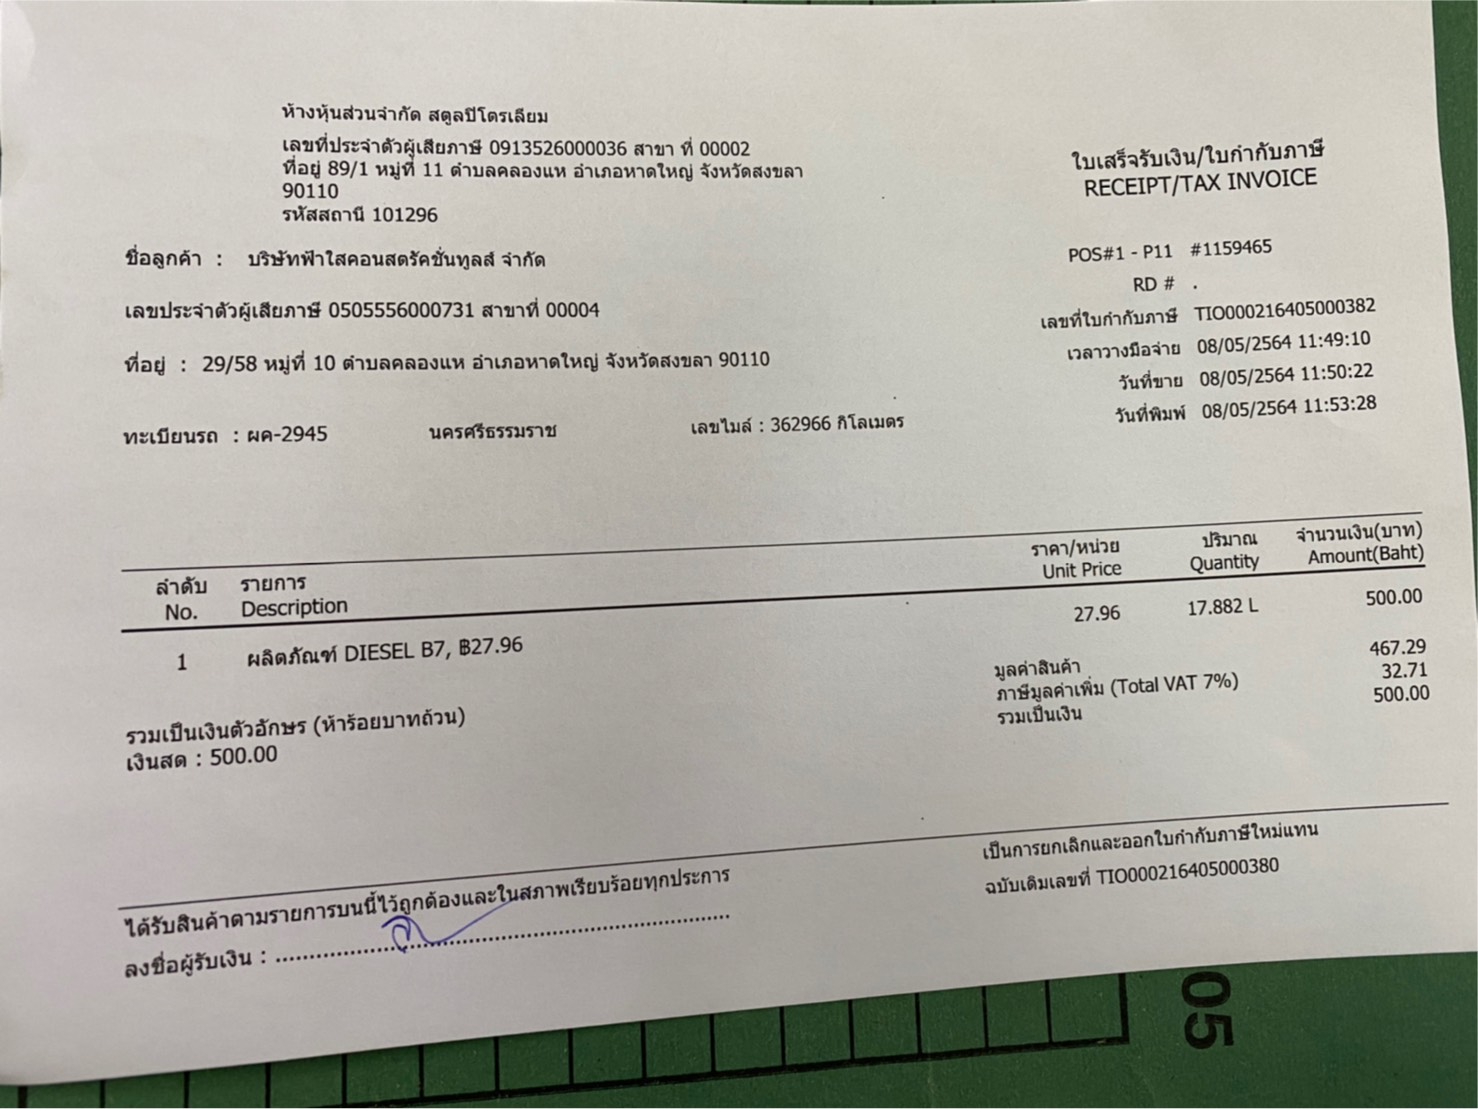 ห้างหุ้นส่วนจำกัด สตูลปิโตรเลียม
เลขที่ประจำตัวผู้เสียภาษี 0913526000036 สาขา ที่ 00002
ที่อยู่ 89/1 หมู่ที่ 11 ตำบลคลองแห อำเภอหาดใหญ่ จังหวัดสงขลา
90110
รหัสสถานี 101296
ใบเสร็จรับเงิน/ใบกำกับภาษี
RECEIPT/TAX INVOICE
ชื่อลูกค้า : บริษัทฟ้าใสคอนสตรัคชั่นทูลส์ จำกัด
เลขประจำตัวผู้เสียภาษี 0505556000731 สาขาที่ 00004
ที่อยู่ : 29/58 หมู่ที่ 10 ตำบลคลองแห อำเภอหาดใหญ่ จังหวัดสงขลา 90110
ทะเบียนรถ : ผค-2945 นครศรีธรรมราช เลขไมล์ : 362966 กิโลเมตร
POS#1 - P11 #1159465
RD # .
เลขที่ใบกำกับภาษี TIO000216405000382
เวลาวางมือจ่าย 08/05/2564 11:49:10
วันที่ขาย 08/05/2564 11:50:22
วันที่พิมพ์ 08/05/2564 11:53:28
ลำดับ รายการ ราคา/หน่วย ปริมาณ จำนวนเงิน(บาท)
No. Description Unit Price Quantity Amount(Baht)
1 ผลิตภัณฑ์ DIESEL B7, ฿27.96 27.96 17.882 L 500.00
มูลค่าสินค้า 467.29
ภาษีมูลค่าเพิ่ม (Total VAT 7%) 32.71
รวมเป็นเงิน 500.00
รวมเป็นเงินตัวอักษร (ห้าร้อยบาทถ้วน)
เงินสด : 500.00
ได้รับสินค้าตามรายการบนนี้ไว้ถูกต้องและในสภาพเรียบร้อยทุกประการ
ลงชื่อผู้รับเงิน : ..................................................................
เป็นการยกเลิกและออกใบกำกับภาษีใหม่แทน
ฉบับเดิมเลขที่ TIO000216405000380
05